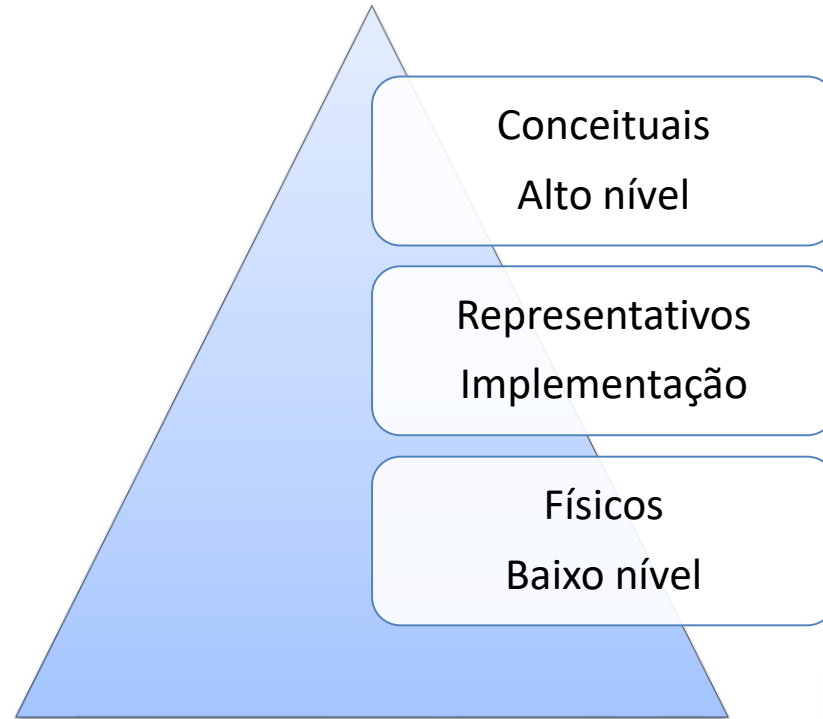 Conceituais
Alto nível
Representativos
Implementação
Físicos
Baixo nível